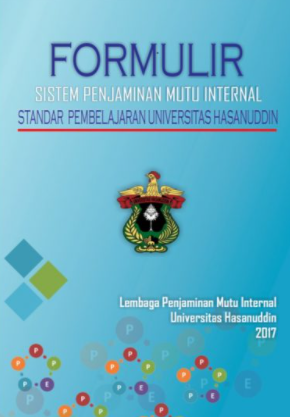 FORMULIR
SISTEM PENJAMINAN MUTU INTERNAL
STANDAR PEMBELAJARAN UNIVERSITAS HASANUDDIN
Lembaga Penjaminan Mutu Internal
Universitas Hasanuddin
2017